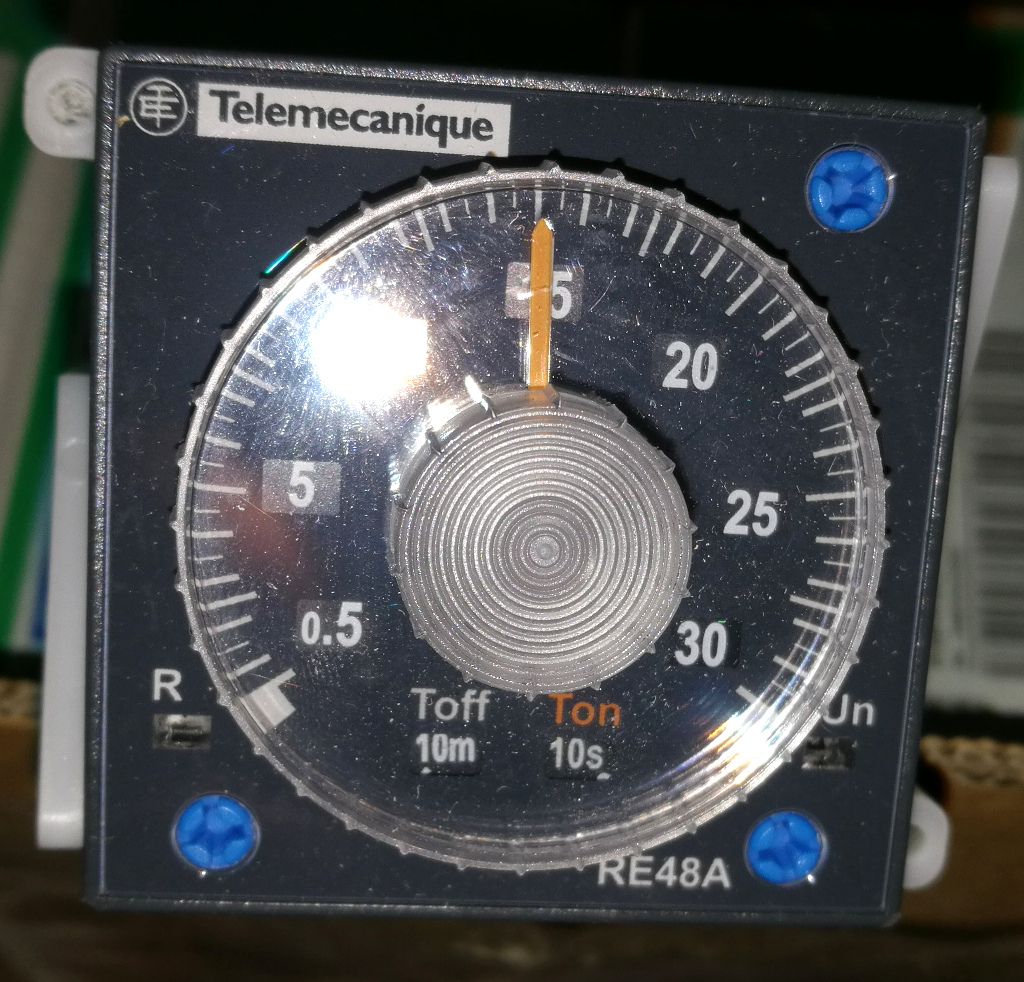 Telemecanique
20
5
25
0.5
30
R
Toff
Ton
Un
10m
10s
RE48A